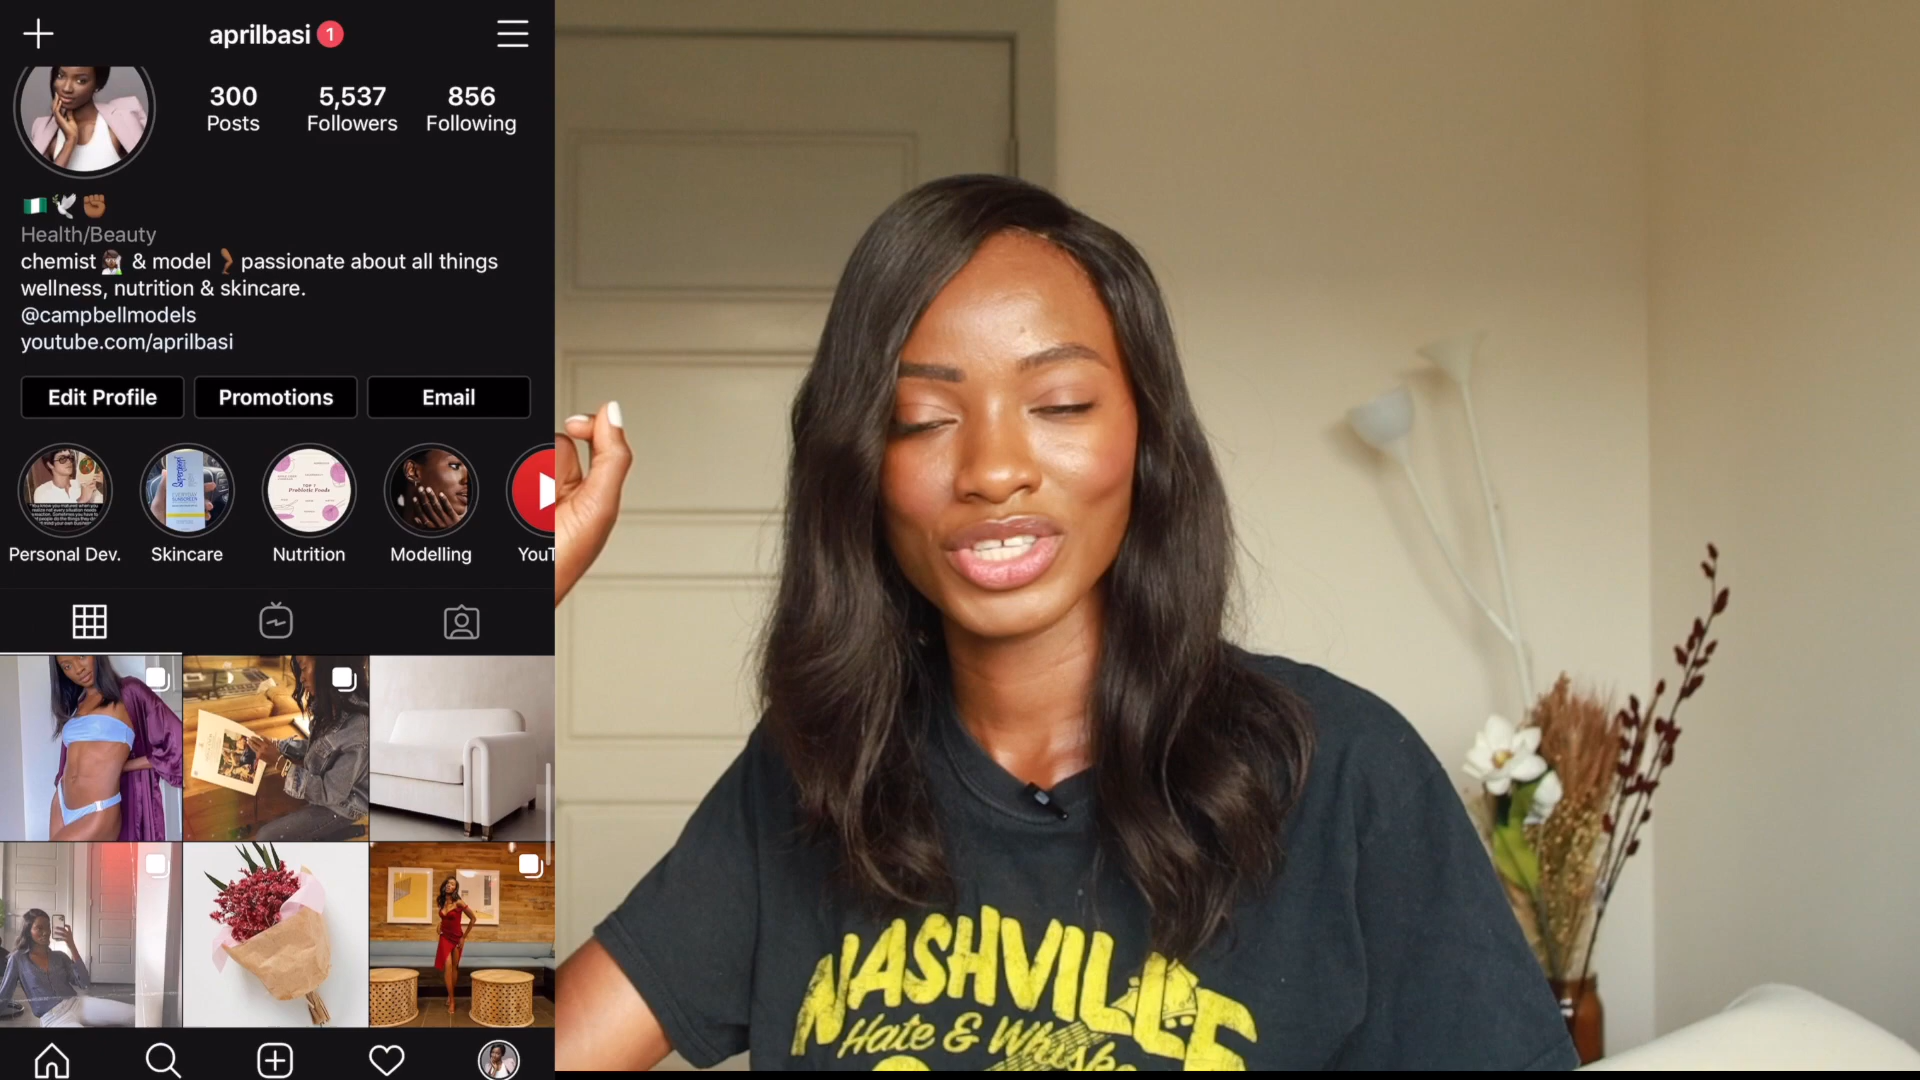 aprilbasi 1
300 5,537 856
Posts Followers Following
Health/Beauty
chemist & model passionate about all things
wellness, nutrition & skincare.
@campbellmodels
youtube.com/aprilbasi
Edit Profile Promotions Email
Personal Dev. Skincare Nutrition Modelling YouT
NASHVILLE
Hate & Whisk